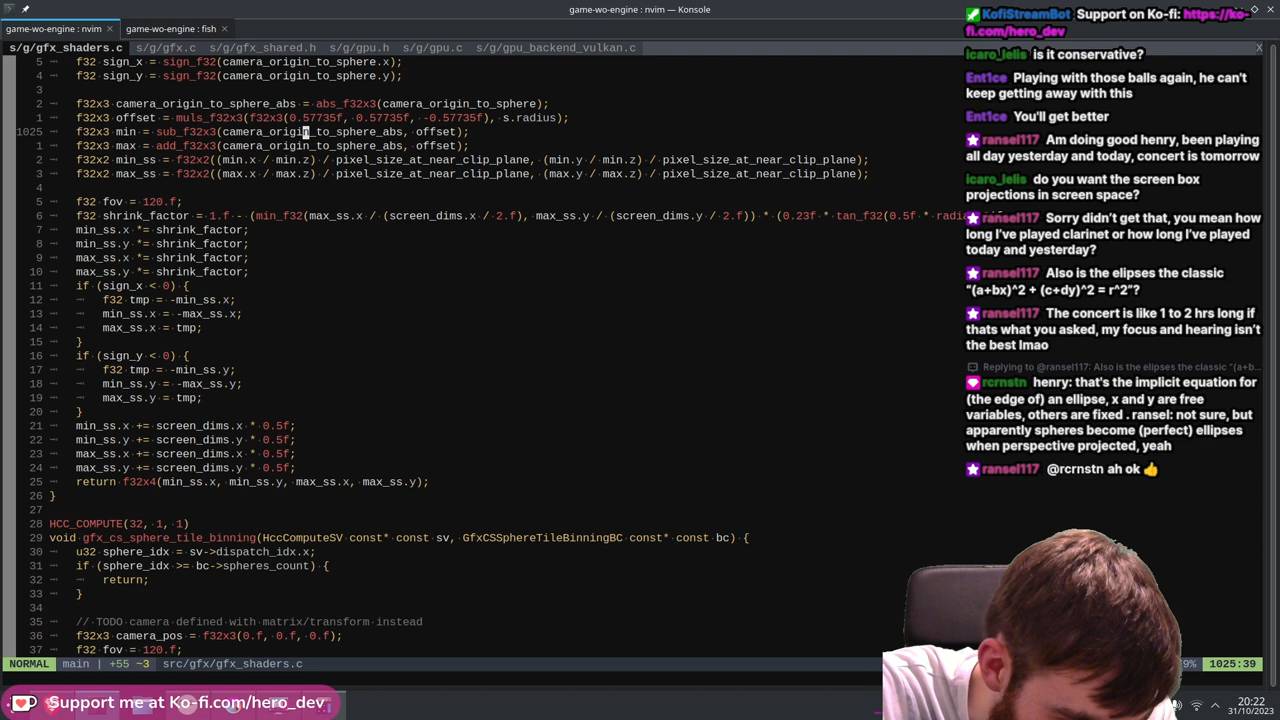 game-wo-engine : nvim — Konsole
game-wo-engine : nvim
game-wo-engine : fish
s/g/gfx_shaders.c s/g/gfx.c s/g/gpu.c s/g/gpu_backend_vulkan.c
5 f32 sign_x = sign_f32(camera_origin_to_sphere.x);
4 f32 sign_y = sign_f32(camera_origin_to_sphere.y);
3
2 f32x3 camera_origin_to_sphere_abs = abs_f32x3(camera_origin_to_sphere);
1 f32x3 offset = muls_f32x3(f32x3(0.57735f, 0.57735f, -0.57735f), s.radius);
1025 f32x3 min = sub_f32x3(camera_origin_to_sphere_abs, offset);
1 f32x3 max = add_f32x3(camera_origin_to_sphere_abs, offset);
2 f32x2 min_ss = f32x2((min.x / min.z) / pixel_size_at_near_clip_plane, (min.y / min.z) / pixel_size_at_near_clip_plane);
3 f32x2 max_ss = f32x2((max.x / max.z) / pixel_size_at_near_clip_plane, (max.y / max.z) / pixel_size_at_near_clip_plane);
4
5 f32 fov = 120.f;
6 f32 shrink_factor = 1.f - (min_f32(max_ss.x / (screen_dims.x / 2.f), max_ss.y / (screen_dims.y / 2.f)) * (0.23f * tan_f32(0.5f * radia
7 min_ss.x *= shrink_factor;
8 min_ss.y *= shrink_factor;
9 max_ss.x *= shrink_factor;
10 max_ss.y *= shrink_factor;
11 if (sign_x < 0) {
12 f32 tmp = -min_ss.x;
13 min_ss.x = -max_ss.x;
14 max_ss.x = tmp;
15 }
16 if (sign_y < 0) {
17 f32 tmp = -min_ss.y;
18 min_ss.y = -max_ss.y;
19 max_ss.y = tmp;
20 }
21 min_ss.x += screen_dims.x * 0.5f;
22 min_ss.y += screen_dims.y * 0.5f;
23 max_ss.x += screen_dims.x * 0.5f;
24 max_ss.y += screen_dims.y * 0.5f;
25 return f32x4(min_ss.x, min_ss.y, max_ss.x, max_ss.y);
26 }
27
28 HCC_COMPUTE(32, 1, 1)
29 void gfx_cs_sphere_tile_binning(HccComputeSV const* const sv, GfxCSSphereTileBinningBC const* const bc) {
30 u32 sphere_idx = sv->dispatch_idx.x;
31 if (sphere_idx >= bc->spheres_count) {
32 return;
33 }
34
35 // TODO camera defined with matrix/transform instead
36 f32x3 camera_pos = f32x3(0.f, 0.f, 0.f);
37 f32 fov = 120.f;
NORMAL main | +55 ~3 src/gfx/gfx_shaders.c 1025:39
KofiStreamBot Support on Ko-fi: https://ko-
fi.com/hero_dev
icaro_lelis is it conservative?
Ent1ce Playing with those balls again, he can't
keep getting away with this
Ent1ce You'll get better
ransel117 Am doing good henry, been playing
all day yesterday and today, concert is tomorrow
icaro_lelis do you want the screen box
projections in screen space?
ransel117 Sorry didn't get that, you mean how
long I've played clarinet or how long I've played
today and yesterday?
ransel117 Also is the elipses the classic
"(a+bx)^2 + (c+dy)^2 = r^2"?
ransel117 The concert is like 1 to 2 hrs long if
thats what you asked, my focus and hearing isn't
the best lmao
Replying to @ransel117: Also is the elipses the classic "(a+b...
rcrnstn henry: that's the implicit equation for
(the edge of) an ellipse, x and y are free
variables, others are fixed . ransel: not sure, but
apparently spheres become (perfect) ellipses
when perspective projected, yeah
ransel117 @rcrnstn ah ok 👍
Support me at Ko-fi.com/hero_dev
20:22
31/10/2023